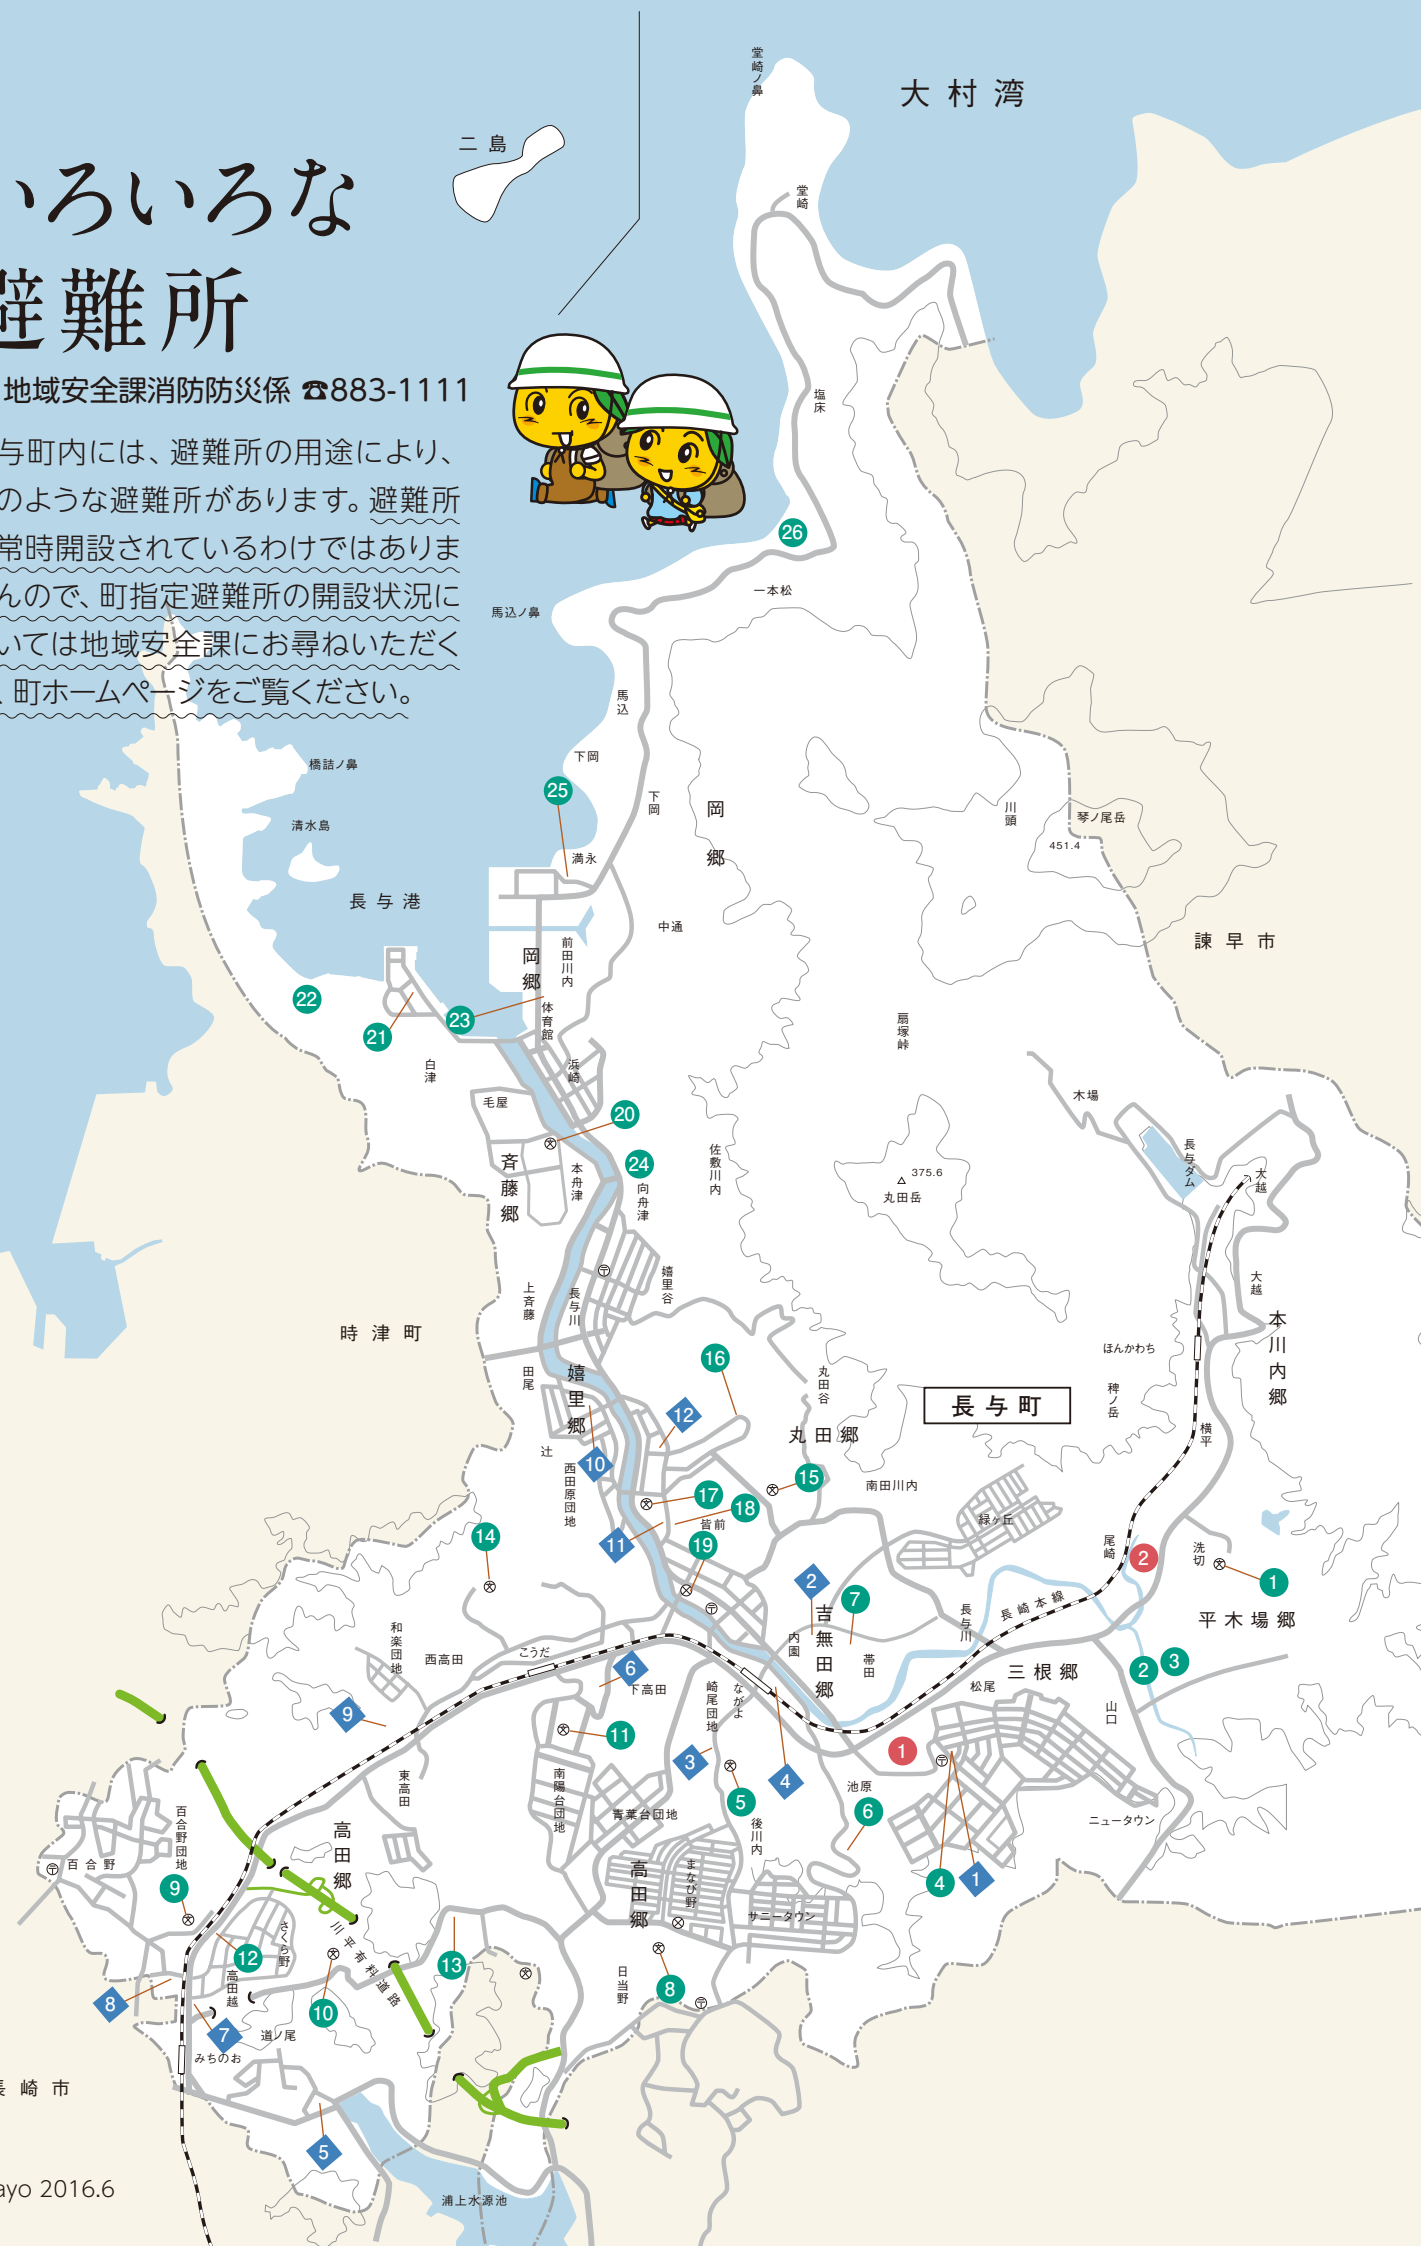 大村湾
堂崎ノ鼻
二島
いろいろな
避難所
地域安全課消防防災係 ☎883-1111
与町内には、避難所の用途により、
のような避難所があります。避難所
常時開設されているわけではありま
んので、町指定避難所の開設状況に
いては地域安全課にお尋ねいただく
、町ホームページをご覧ください。
堂崎
塩床
26
一本松
馬込ノ鼻
馬込
下岡
橋詰ノ鼻
25
下岡
岡郷
川頭
琴ノ尾岳
451.4
清水島
満永
長与港
中通
諫早市
前田川内
岡郷
22
23
21
体育館
扇塚峠
白津
浜崎
毛屋
木場
20
長与ダム
斉藤郷
本舟津
24
向舟津
佐敷川内
375.6
丸田岳
大越
嬉里谷
大越
上斉藤
長与川
時津町
本川内郷
ほんかわち
16
田尾
嬉里郷
丸田谷
稗ノ岳
長与町
12
丸田郷
横平
辻
10
西田原団地
15
南田川内
17
18
皆前
緑ヶ丘
14
11
19
尾崎
2
洗切
1
2
7
平木場郷
吉無田郷
内園
長与川
長崎本線
和楽団地
西高田
こうだ
帯田
三根郷
2
3
6
下高田
松尾
崎尾団地
ながよ
山口
9
11
3
5
4
1
池原
6
東高田
南陽台団地
青葉台団地
後川内
ニュータウン
百合野団地
百合野
高田郷
高田郷
まなび野
4
1
9
サニータウン
さくら野
川平有料道路
12
13
高田越
10
8
日当野
8
7
道ノ尾
みちのお
長崎市
5
ayo 2016.6
浦上水源池